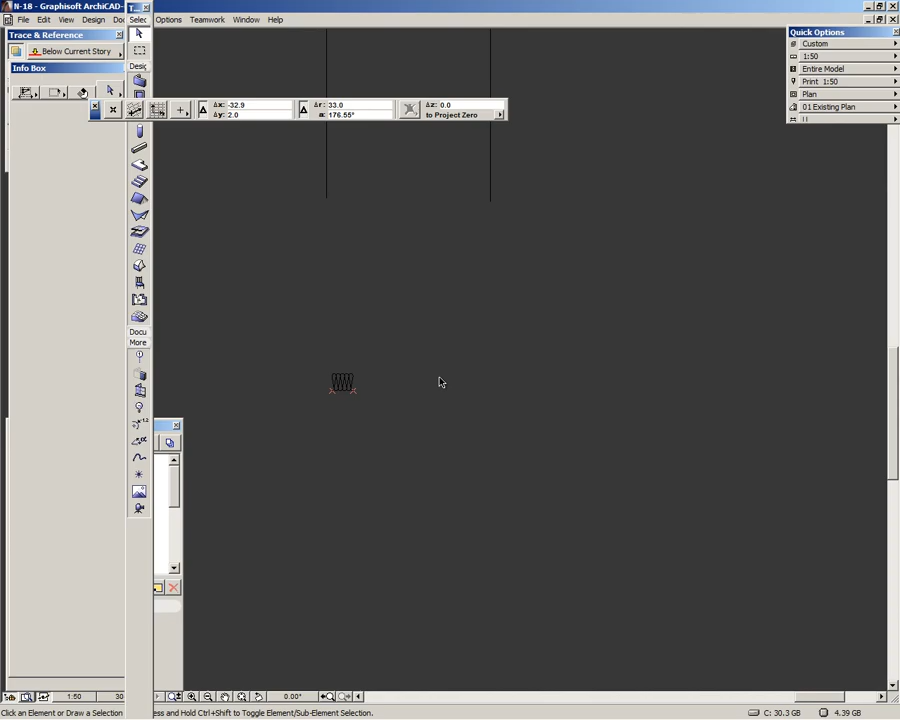 N-18 - Graphisoft ArchiCAD-
T...
File Edit View Design Options Teamwork Window Help
Selec
Trace & Reference
Below Current Story
Info Box
Desig
Δx: -32.9
Δy: 2.0
Δr: 33.0
α: 176.55°
Δz: 0.0
to Project Zero
Quick Options
Custom
1:50
Entire Model
Print 1:50
Plan
01 Existing Plan
Docu
More
1:50
0.00°
Click an Element or Draw a Selection
ess and Hold Ctrl+Shift to Toggle Element/Sub-Element Selection.
C: 30.3 GB
4.39 GB